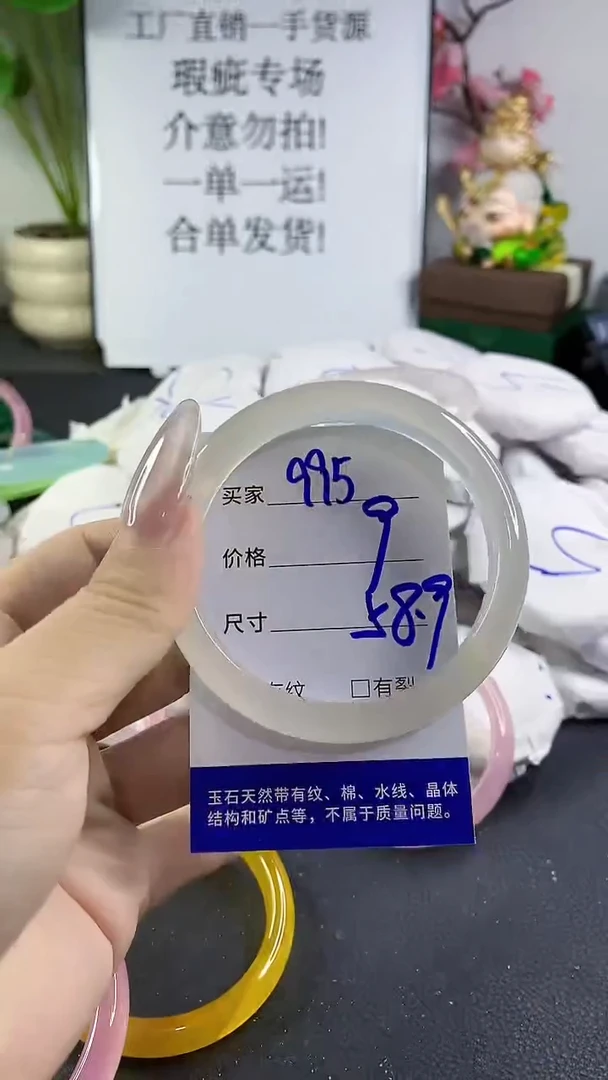 工厂直销一手货源
瑕疵专场
介意勿拍!
一单一运!
合单发货!
买家 995
价格 9
尺寸 58.9
有纹 □有裂
玉石天然带有纹、棉、水线、晶体
结构和矿点等，不属于质量问题。